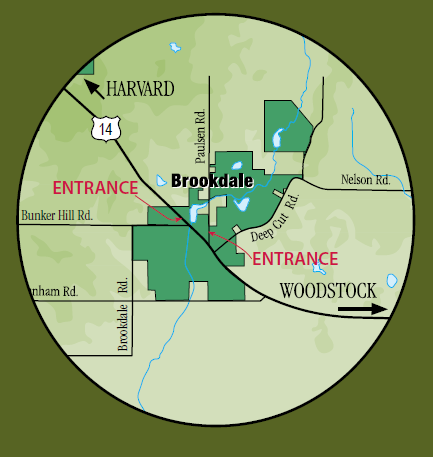 HARVARD
14
Paulsen Rd.
Brookdale
Nelson Rd.
ENTRANCE
Bunker Hill Rd.
Deep Cut Rd.
ENTRANCE
WOODSTOCK
nham Rd.
Brookdale Rd.